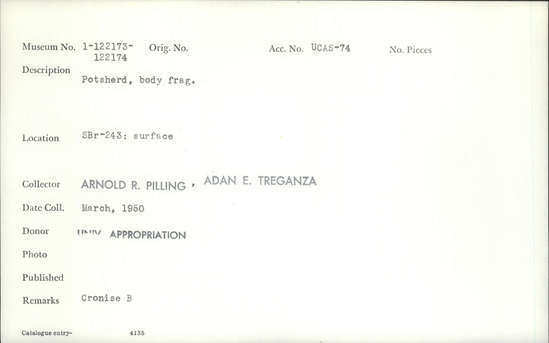 Museum No. 1-122173- Orig. No. Acc. No. UCAS-74 No. Pieces
122174
Description
Potsherd, body frag.
Location SBr-243; surface
Collector ARNOLD R. PILLING , ADAN E. TREGANZA
Date Coll. March, 1950
Donor APPROPRIATION
Photo
Published
Remarks Cronise B
Catalogue entry- 4135